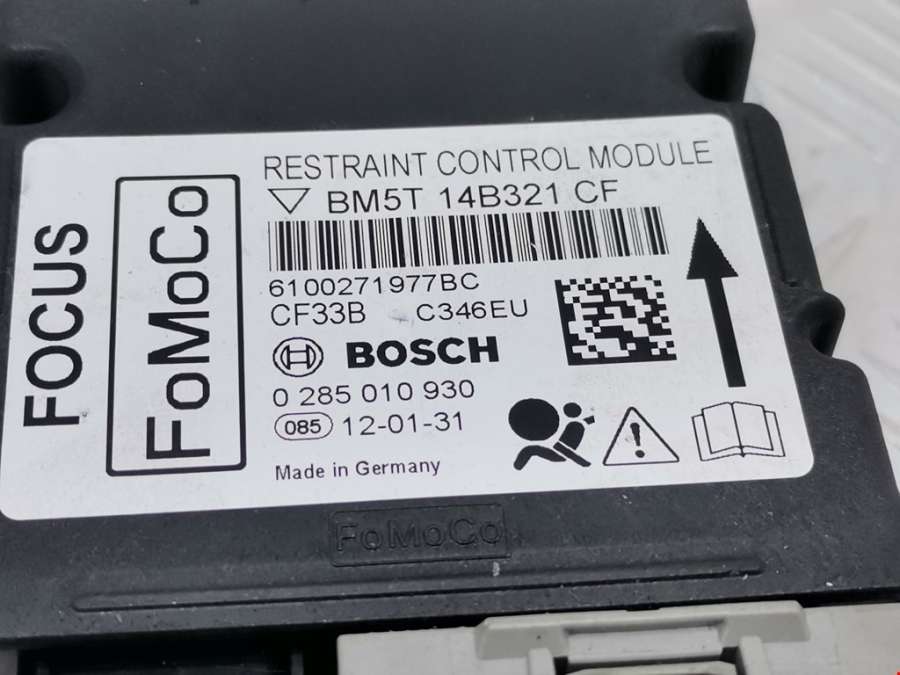 FOCUS
FoMoCo
RESTRAINT CONTROL MODULE
BM5T 14B321 CF
6100271977BC
CF33B C346EU
BOSCH
0 285 010 930
085 12-01-31
Made in Germany
FoMoCo